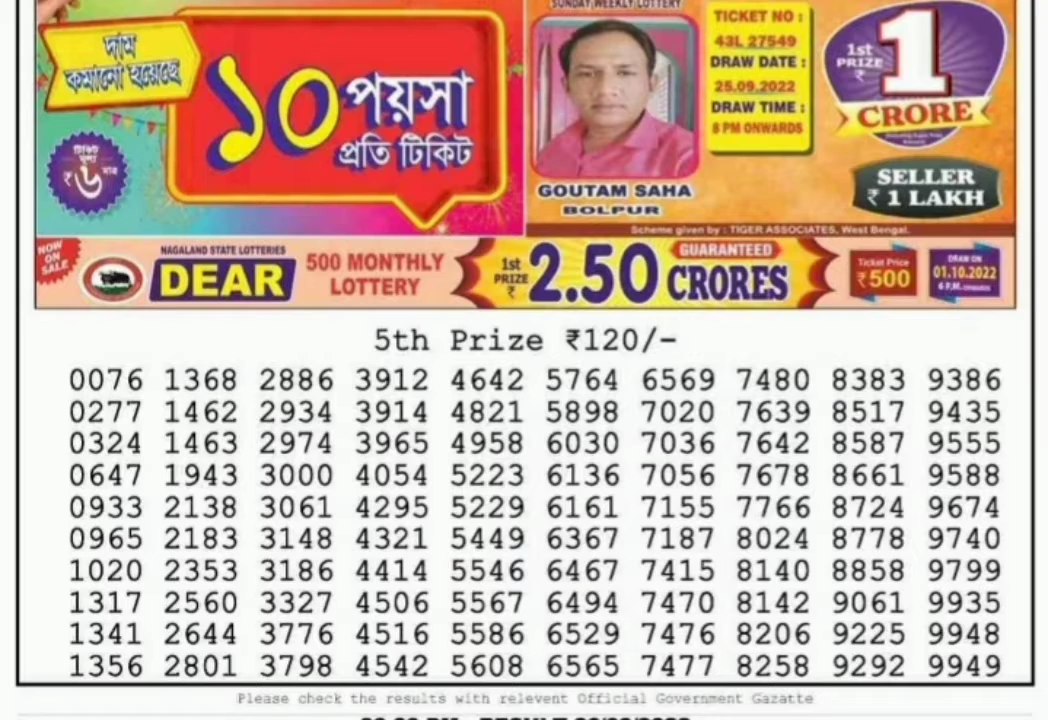 SUNDAY WEEKLY LOTTERY
দাম
কমানো হয়েছে
১০ পয়সা
প্রতি টিকিট
টিকিট
মূল্য
₹৬ মাত্র
TICKET NO :
43L 27549
DRAW DATE :
25.09.2022
DRAW TIME :
8 PM ONWARDS
GOUTAM SAHA
BOLPUR
1st
PRIZE
₹
1
CRORE
SELLER
₹ 1 LAKH
Scheme given by : TIGER ASSOCIATES, West Bengal.
NOW
ON
SALE
NAGALAND STATE LOTTERIES
DEAR
500 MONTHLY
LOTTERY
1st
PRIZE
₹
2.50
GUARANTEED
CRORES
Ticket Price
₹500
DRAW ON
01.10.2022
6 P.M. ONWARDS
5th Prize ₹120/-
0076 1368 2886 3912 4642 5764 6569 7480 8383 9386
0277 1462 2934 3914 4821 5898 7020 7639 8517 9435
0324 1463 2974 3965 4958 6030 7036 7642 8587 9555
0647 1943 3000 4054 5223 6136 7056 7678 8661 9588
0933 2138 3061 4295 5229 6161 7155 7766 8724 9674
0965 2183 3148 4321 5449 6367 7187 8024 8778 9740
1020 2353 3186 4414 5546 6467 7415 8140 8858 9799
1317 2560 3327 4506 5567 6494 7470 8142 9061 9935
1341 2644 3776 4516 5586 6529 7476 8206 9225 9948
1356 2801 3798 4542 5608 6565 7477 8258 9292 9949
Please check the results with relevent Official Government Gazatte